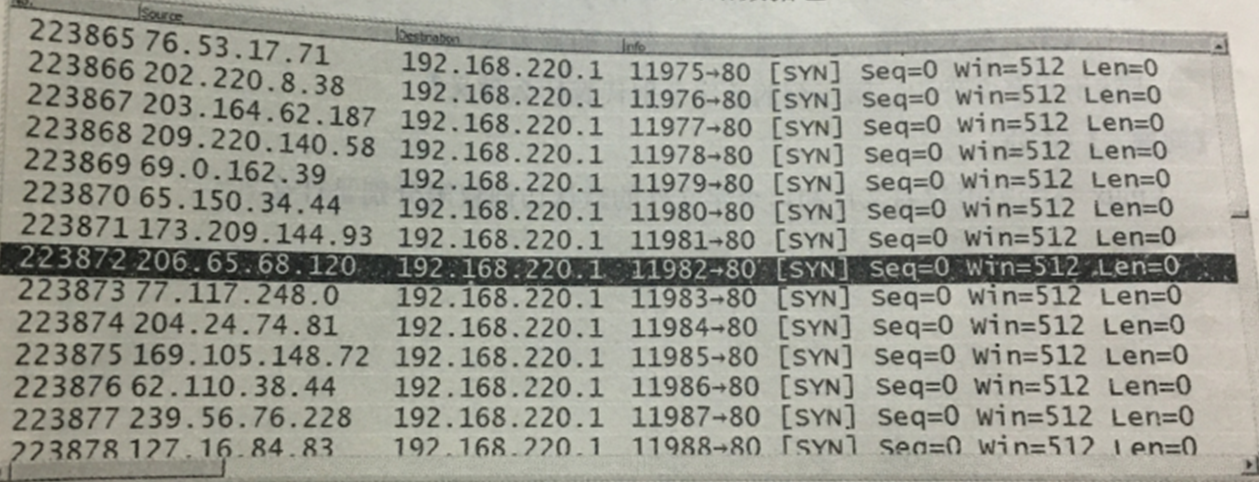 No. Source Destination Info
223865 76.53.17.71 192.168.220.1 11975→80 [SYN] Seq=0 Win=512 Len=0
223866 202.220.8.38 192.168.220.1 11976→80 [SYN] Seq=0 Win=512 Len=0
223867 203.164.62.187 192.168.220.1 11977→80 [SYN] Seq=0 Win=512 Len=0
223868 209.220.140.58 192.168.220.1 11978→80 [SYN] Seq=0 Win=512 Len=0
223869 69.0.162.39 192.168.220.1 11979→80 [SYN] Seq=0 Win=512 Len=0
223870 65.150.34.44 192.168.220.1 11980→80 [SYN] Seq=0 Win=512 Len=0
223871 173.209.144.93 192.168.220.1 11981→80 [SYN] Seq=0 Win=512 Len=0
223872 206.65.68.120 192.168.220.1 11982→80 [SYN] Seq=0 Win=512 Len=0
223873 77.117.248.0 192.168.220.1 11983→80 [SYN] Seq=0 Win=512 Len=0
223874 204.24.74.81 192.168.220.1 11984→80 [SYN] Seq=0 Win=512 Len=0
223875 169.105.148.72 192.168.220.1 11985→80 [SYN] Seq=0 Win=512 Len=0
223876 62.110.38.44 192.168.220.1 11986→80 [SYN] Seq=0 Win=512 Len=0
223877 239.56.76.228 192.168.220.1 11987→80 [SYN] Seq=0 Win=512 Len=0
223878 127.16.84.83 192.168.220.1 11988→80 [SYN] Seq=0 Win=512 Len=0